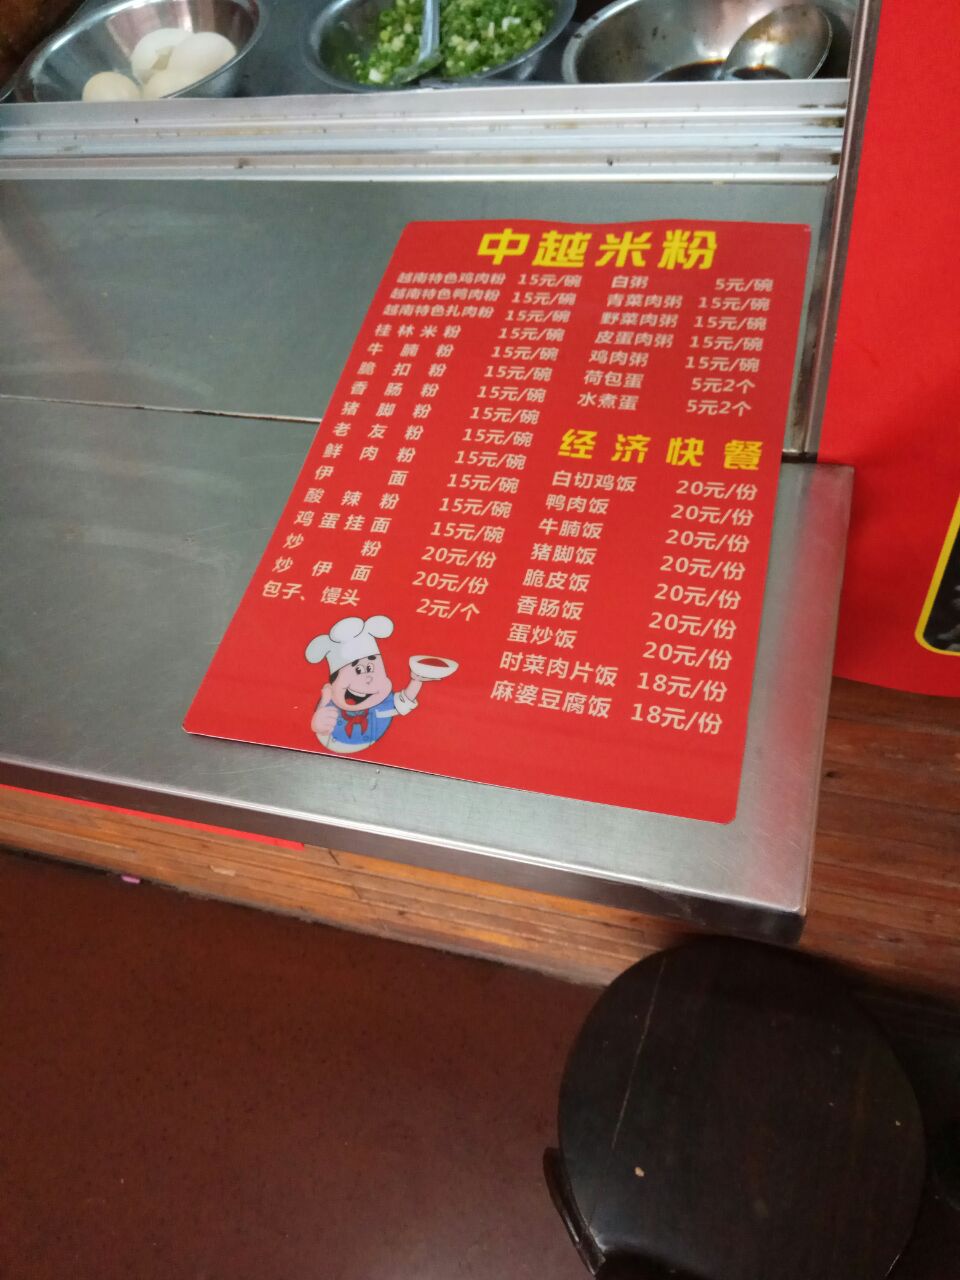 中越米粉
越南特色鸡肉粉 15元/碗
越南特色鸭肉粉 15元/碗
越南特色扎肉粉 15元/碗
桂林米粉 15元/碗
牛腩粉 15元/碗
脆扣粉 15元/碗
香肠粉 15元/碗
猪脚粉 15元/碗
老友粉 15元/碗
鲜肉粉 15元/碗
伊面 15元/碗
酸辣粉 15元/碗
鸡蛋挂面 15元/碗
炒粉 20元/份
炒伊面 20元/份
包子、馒头 2元/个
白粥 5元/碗
青菜肉粥 15元/碗
野菜肉粥 15元/碗
皮蛋肉粥 15元/碗
鸡肉粥 15元/碗
荷包蛋 5元2个
水煮蛋 5元2个
经济快餐
白切鸡饭 20元/份
鸭肉饭 20元/份
牛腩饭 20元/份
猪脚饭 20元/份
脆皮饭 20元/份
香肠饭 20元/份
蛋炒饭 20元/份
时菜肉片饭 18元/份
麻婆豆腐饭 18元/份